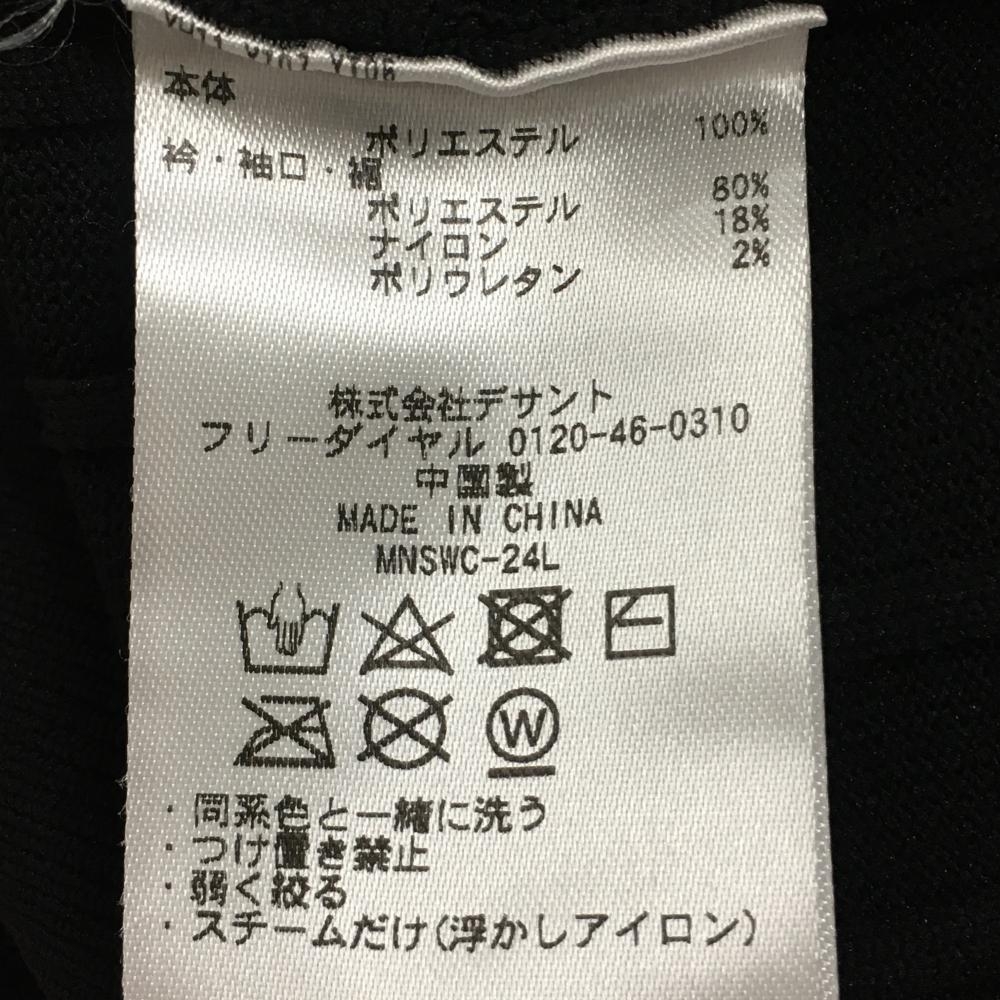 本体
ポリエステル 100%
衿・袖口・裾
ポリエステル 80%
ナイロン 18%
ポリウレタン 2%
株式会社デサント
フリーダイヤル 0120-46-0310
中国製
MADE IN CHINA
MNSWC-24L
W
・同系色と一緒に洗う
・つけ置き禁止
・弱く絞る
・スチームだけ(浮かしアイロン)